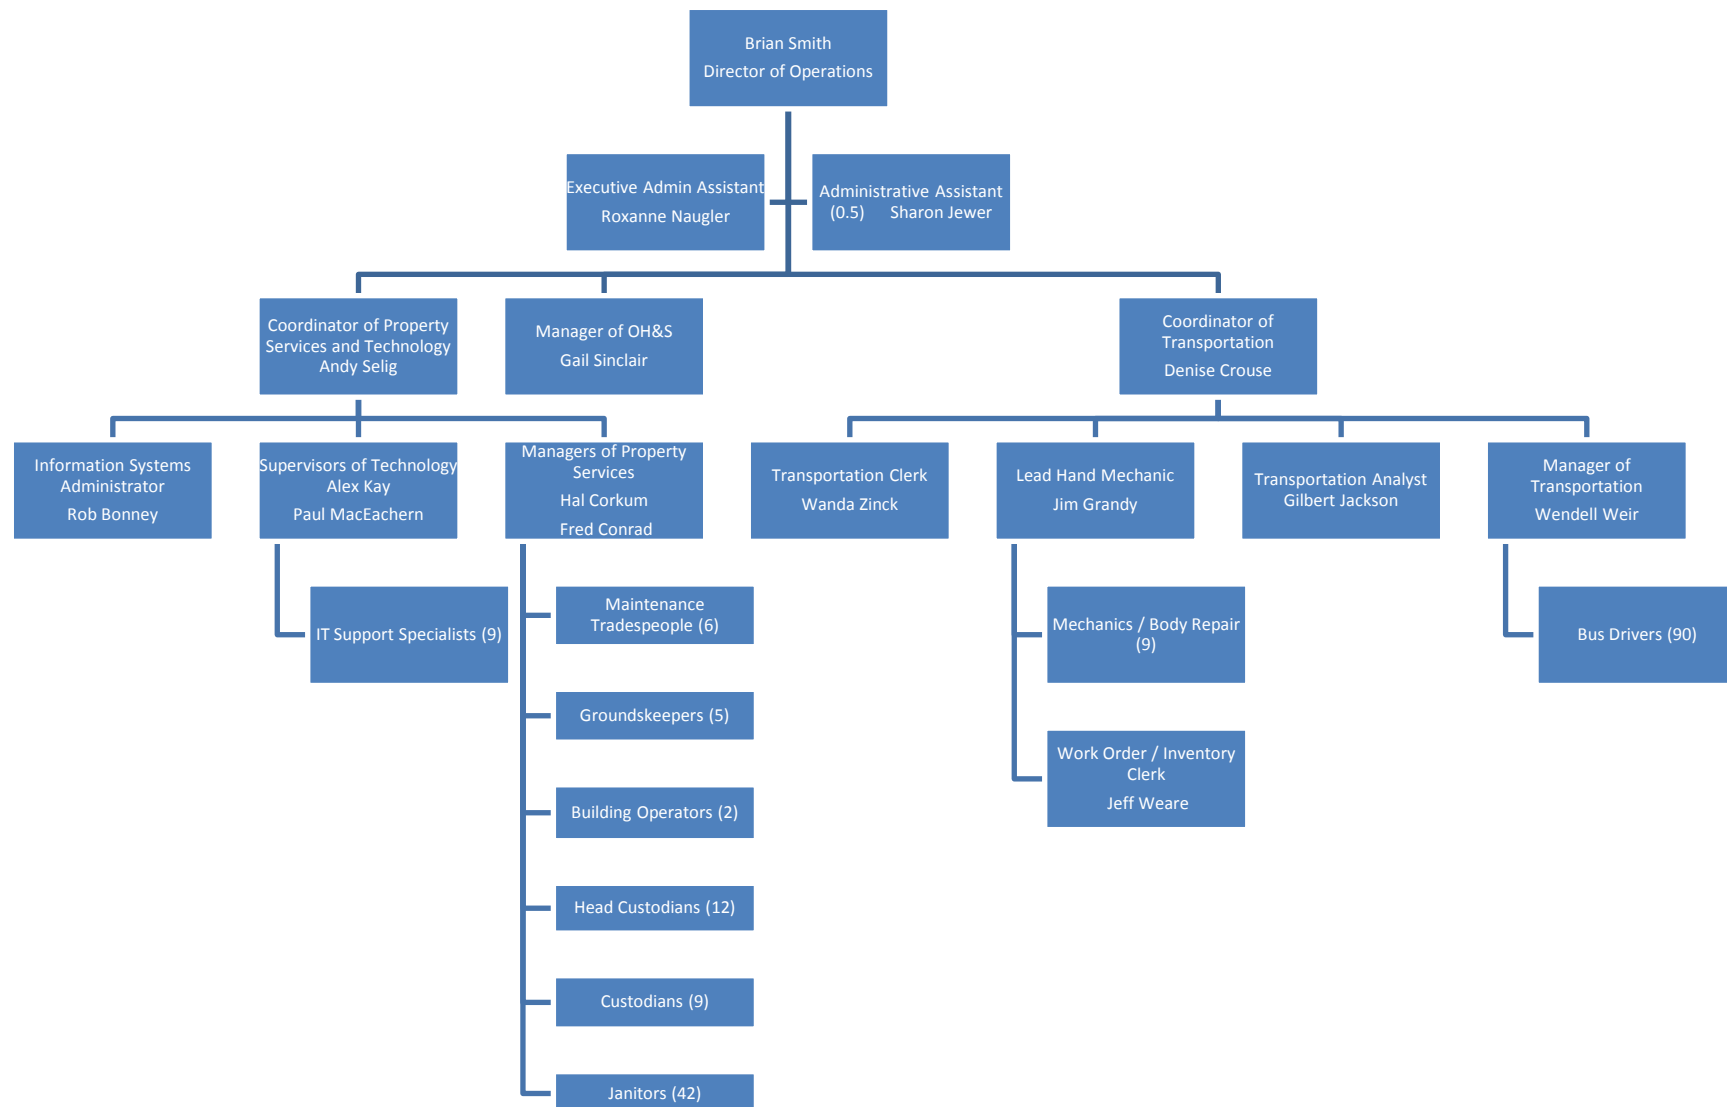 Brian Smith
Director of Operations
Executive Admin Assistant
Roxanne Naugler
Administrative Assistant
(0.5) Sharon Jewer
Coordinator of Property
Services and Technology
Andy Selig
Manager of OH&S
Gail Sinclair
Coordinator of
Transportation
Denise Crouse
Information Systems
Administrator
Rob Bonney
Supervisors of Technology
Alex Kay
Paul MacEachern
Managers of Property
Services
Hal Corkum
Fred Conrad
Transportation Clerk
Wanda Zinck
Lead Hand Mechanic
Jim Grandy
Transportation Analyst
Gilbert Jackson
Manager of
Transportation
Wendell Weir
IT Support Specialists (9)
Maintenance
Tradespeople (6)
Groundskeepers (5)
Building Operators (2)
Head Custodians (12)
Custodians (9)
Janitors (42)
Mechanics / Body Repair
(9)
Work Order / Inventory
Clerk
Jeff Weare
Bus Drivers (90)